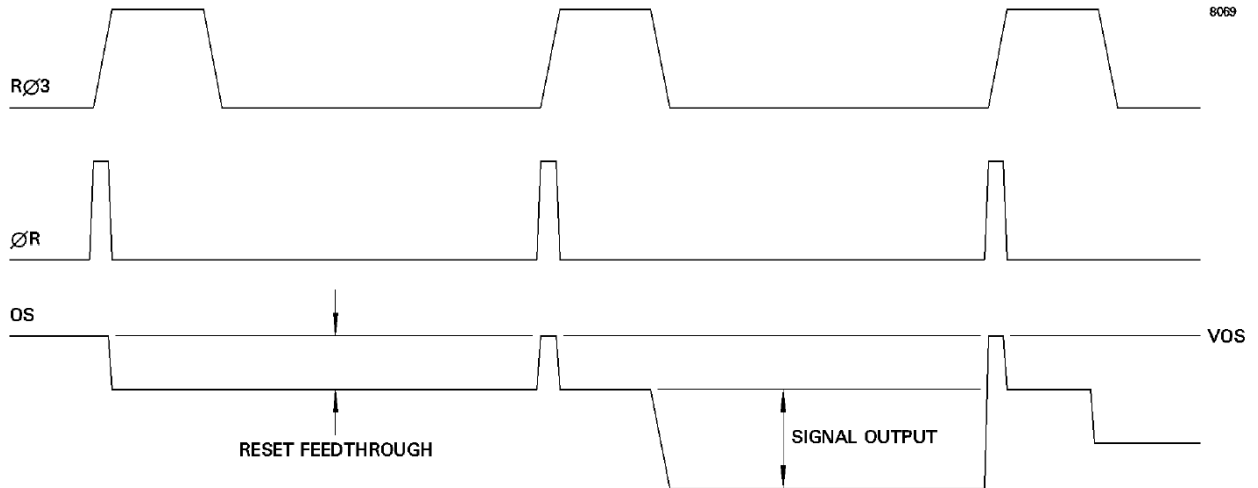 8069
RØ3
ØR
OS
VOS
RESET FEEDTHROUGH
SIGNAL OUTPUT